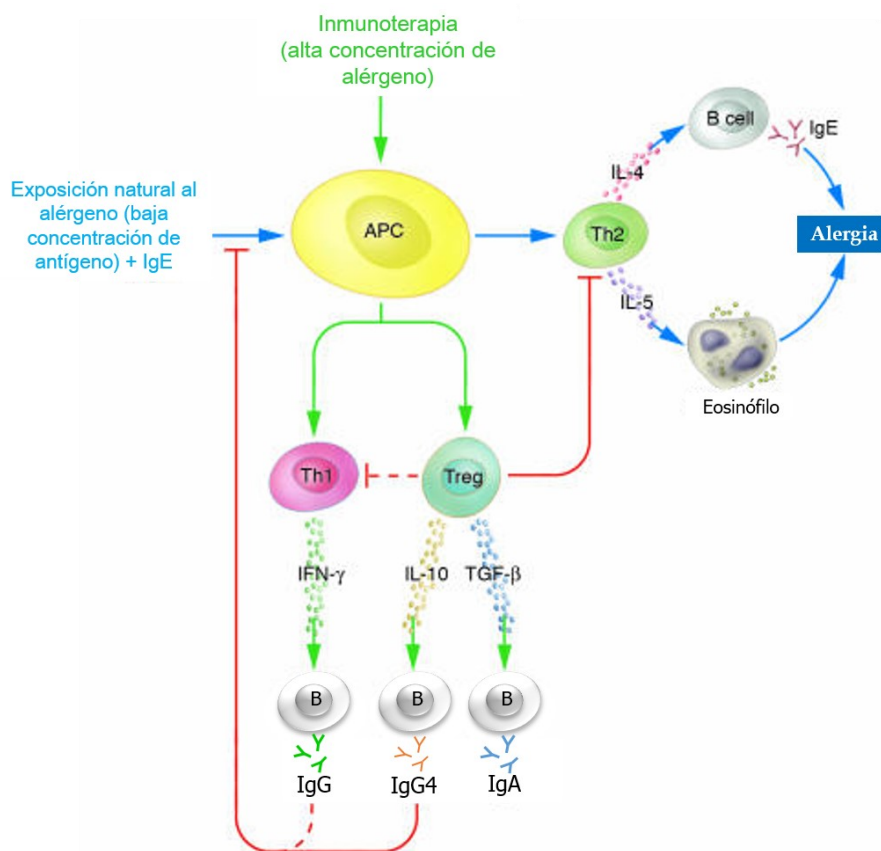 Inmunoterapia
(alta concentración de
alérgeno)
B cell
IgE
IL-4
Exposición natural al
alérgeno (baja
concentración de
antígeno) + IgE
APC
Th2
Alergia
IL-5
Eosinófilo
Th1
Treg
IFN-γ
IL-10
TGF-β
B
B
B
IgG
IgG4
IgA